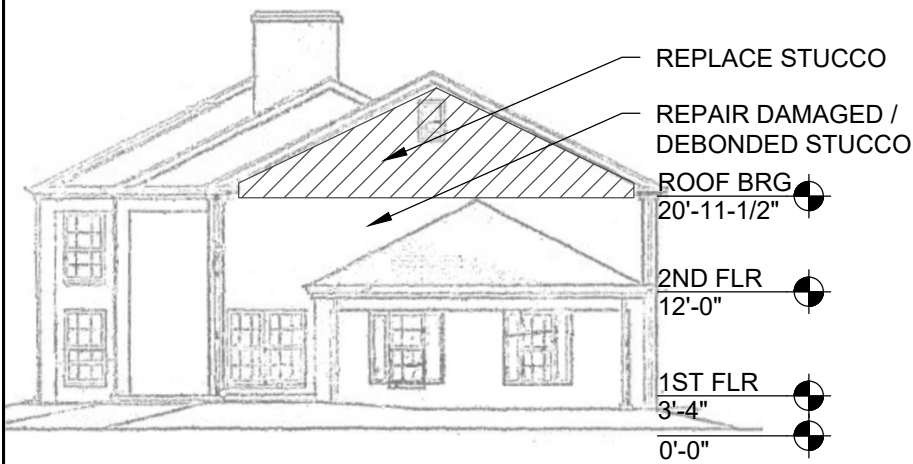 REPLACE STUCCO
REPAIR DAMAGED /
DEBONDED STUCCO
ROOF BRG
20'-11-1/2"
2ND FLR
12'-0"
1ST FLR
3'-4"
0'-0"